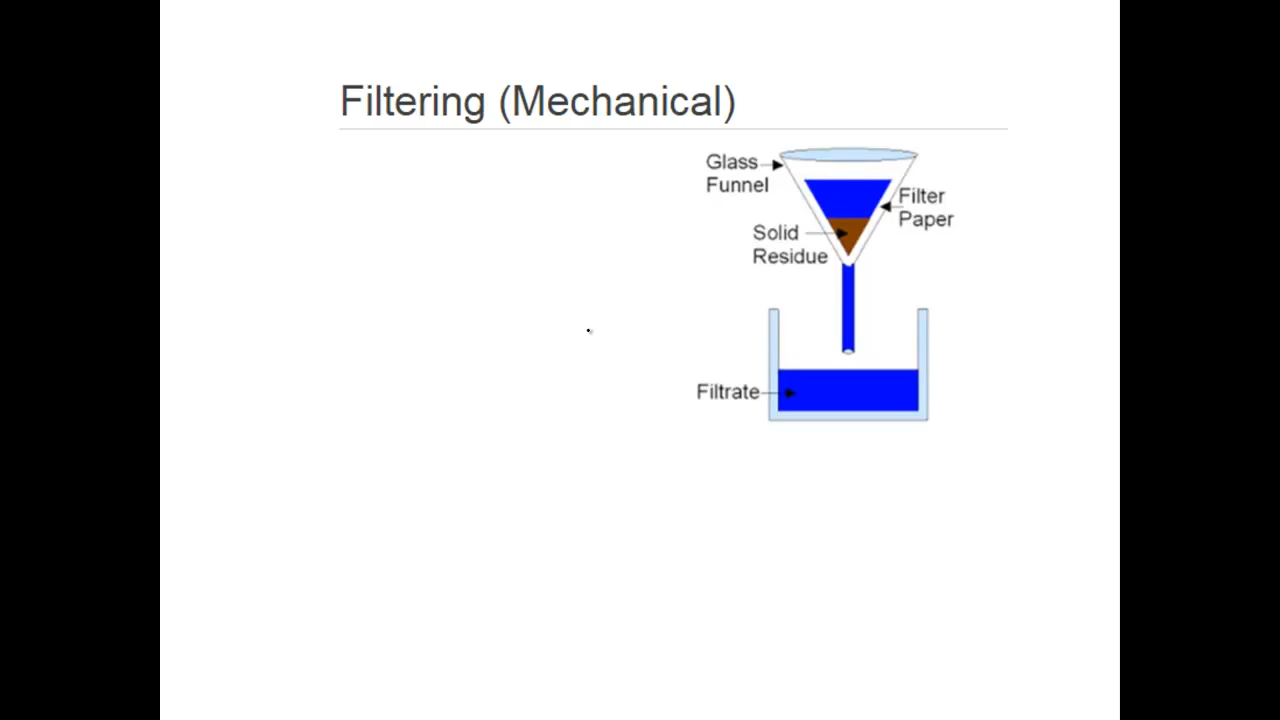 Filtering (Mechanical)
Glass
Funnel
Filter
Paper
Solid
Residue
Filtrate